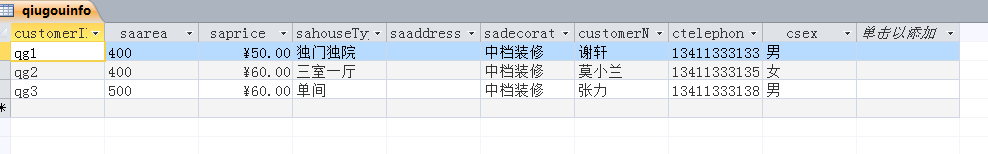 qiugouinfo
customerI saarea saprice sahouseTy saaddress sadecorat customerN ctelephon csex 单击以添加
qg1 400 ¥50.00 独门独院 中档装修 谢轩 13411333133 男
qg2 400 ¥60.00 三室一厅 中档装修 莫小兰 13411333135 女
qg3 500 ¥60.00 单间 中档装修 张力 13411333138 男